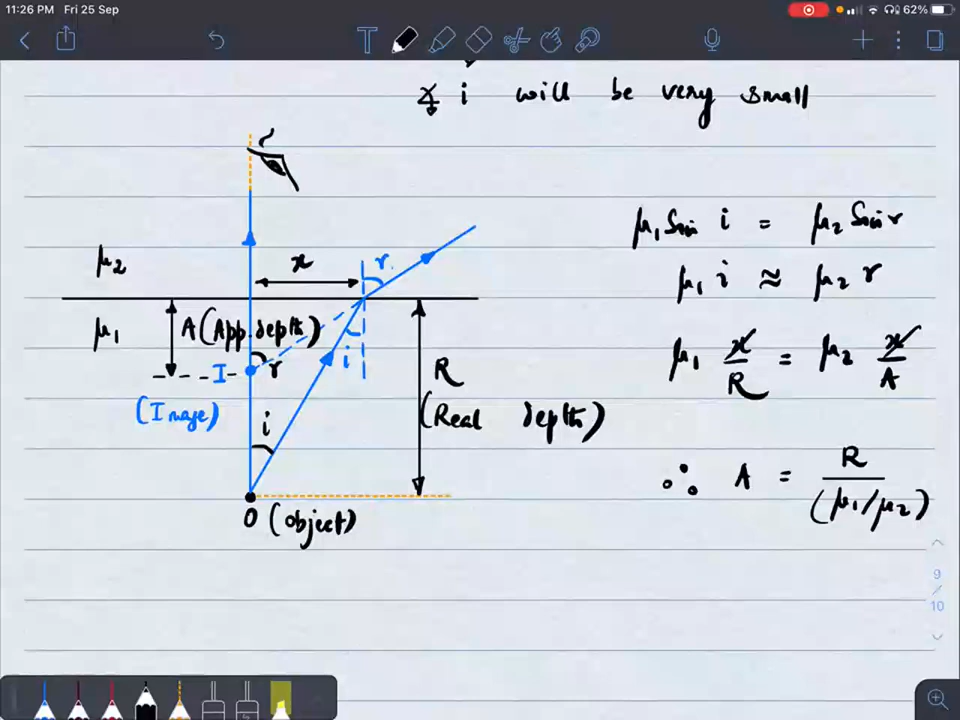 11:26 PM Fri 25 Sep
62%
T
∡ i will be very small
μ2
x
r
μ1 Sin i = μ2 Sin r
μ1 i ≈ μ2 r
μ1
A (App. depth)
i
I
r
(Image)
R
(Real depth)
μ1 x/R = μ2 x/A
i
∴ A = R/(μ1/μ2)
O (object)
9
/
10